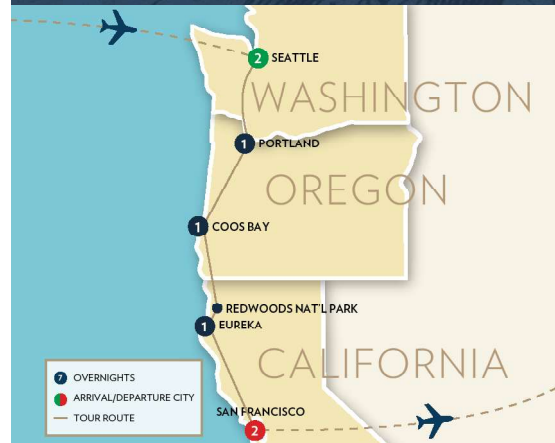 2 SEATTLE
WASHINGTON
1 PORTLAND
OREGON
1 COOS BAY
REDWOODS NAT'L PARK
1 EUREKA
CALIFORNIA
7 OVERNIGHTS
ARRIVAL/DEPARTURE CITY
TOUR ROUTE
SAN FRANCISCO
2